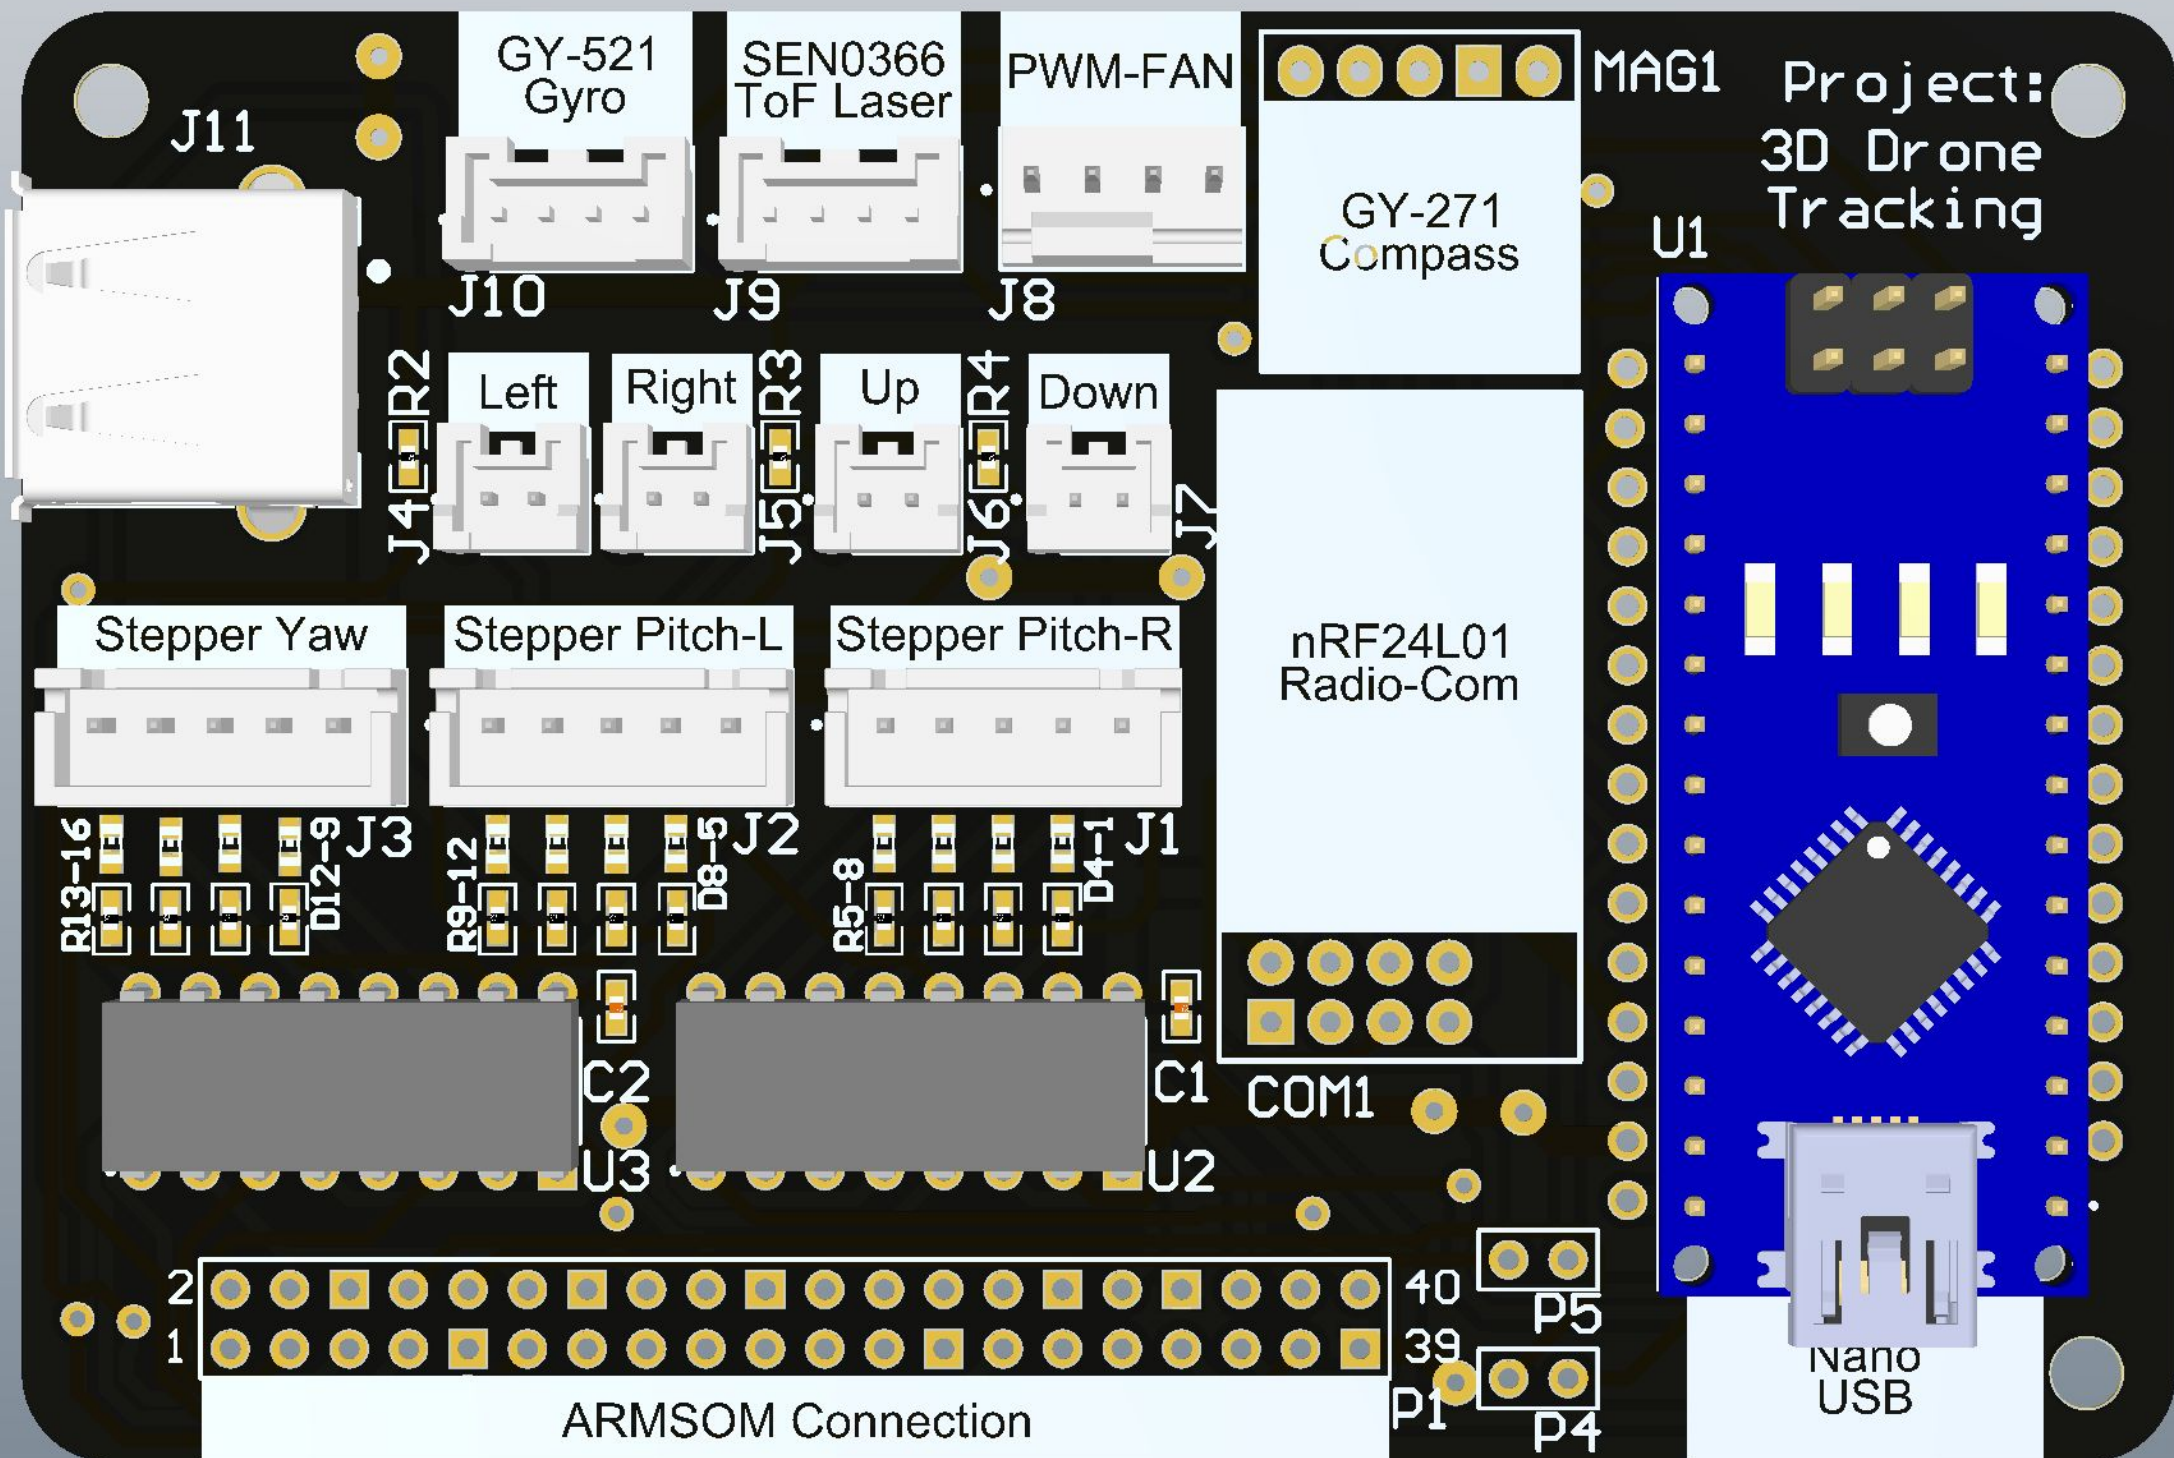 GY-521
Gyro
SEN0366
ToF Laser
PWM-FAN
MAG1
Project:
3D Drone
Tracking
J11
GY-271
Compass
U1
J10
J9
J8
R2
Left
Right
R3
Up
R4
Down
J4
J5
J6
J7
Stepper Yaw
Stepper Pitch-L
Stepper Pitch-R
nRF24L01
Radio-Com
R13-16
D12-9
J3
R9-12
D8-5
J2
R5-8
D4-1
J1
C2
C1
COM1
U3
U2
2
40
P5
1
39
P1
P4
ARMSOM Connection
Nano
USB